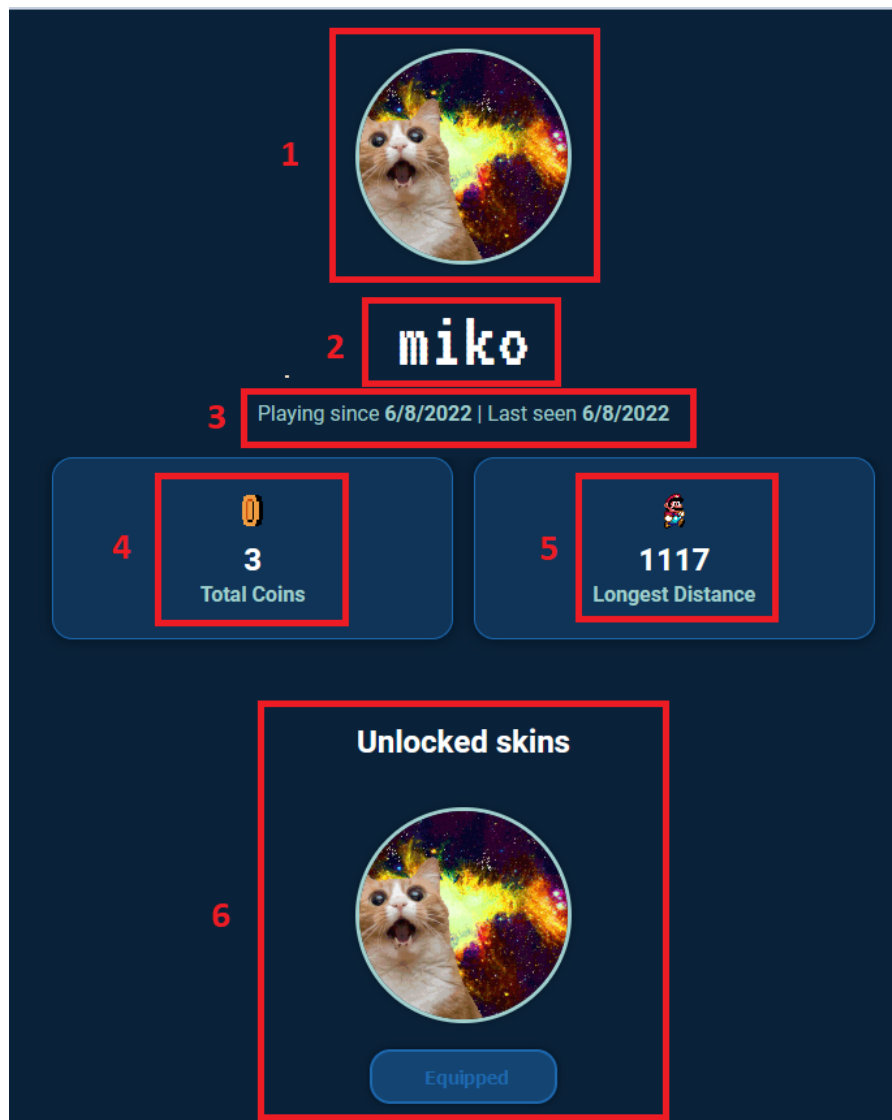 1
2 miko
3 Playing since 6/8/2022 | Last seen 6/8/2022
4 3
Total Coins
5 1117
Longest Distance
Unlocked skins
6
Equipped